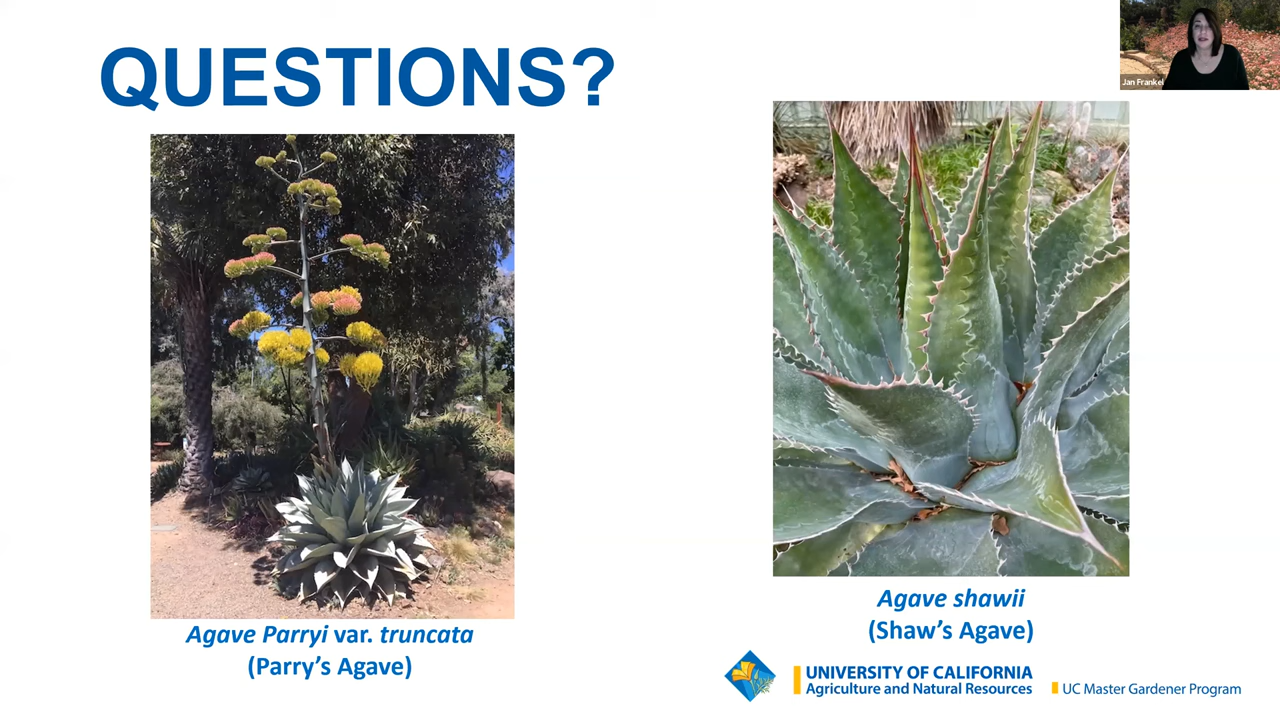 QUESTIONS?
Jan Frankel
Agave Parryi var. truncata
(Parry's Agave)
Agave shawii
(Shaw's Agave)
UNIVERSITY OF CALIFORNIA
Agriculture and Natural Resources
UC Master Gardener Program